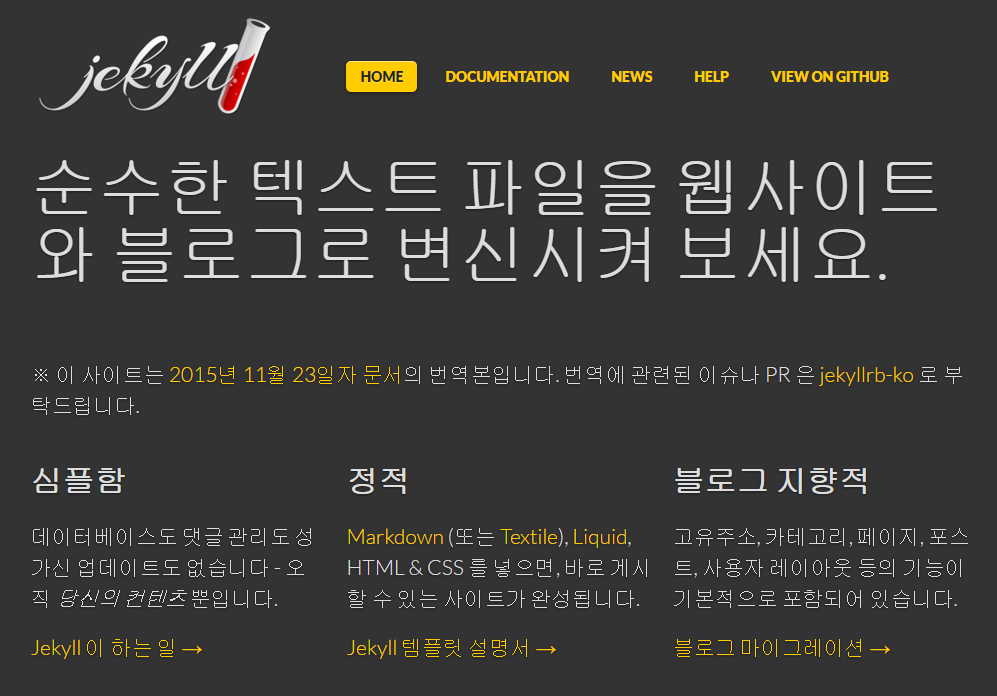 jekyll
HOME DOCUMENTATION NEWS HELP VIEW ON GITHUB
순수한 텍스트 파일을 웹사이트
와 블로그로 변신시켜 보세요.
※ 이 사이트는 2015년 11월 23일자 문서의 번역본입니다. 번역에 관련된 이슈나 PR 은 jekyllrb-ko 로 부
탁드립니다.
심플함
데이터베이스도 댓글 관리도 성
가신 업데이트도 없습니다 - 오
직 당신의 컨텐츠 뿐입니다.
Jekyll 이 하는 일 →
정적
Markdown (또는 Textile), Liquid,
HTML & CSS 를 넣으면, 바로 게시
할 수 있는 사이트가 완성됩니다.
Jekyll 템플릿 설명서 →
블로그 지향적
고유주소, 카테고리, 페이지, 포스
트, 사용자 레이아웃 등의 기능이
기본적으로 포함되어 있습니다.
블로그 마이그레이션 →